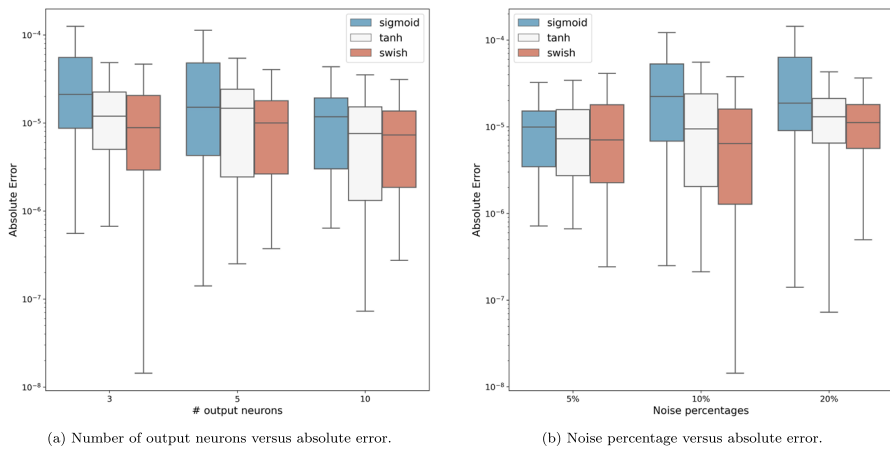 10⁻⁴
10⁻⁵
10⁻⁶
10⁻⁷
10⁻⁸
Absolute Error
sigmoid
tanh
swish
3 5 10
# output neurons
(a) Number of output neurons versus absolute error.
10⁻⁴
10⁻⁵
10⁻⁶
10⁻⁷
10⁻⁸
Absolute Error
sigmoid
tanh
swish
5% 10% 20%
Noise percentages
(b) Noise percentage versus absolute error.